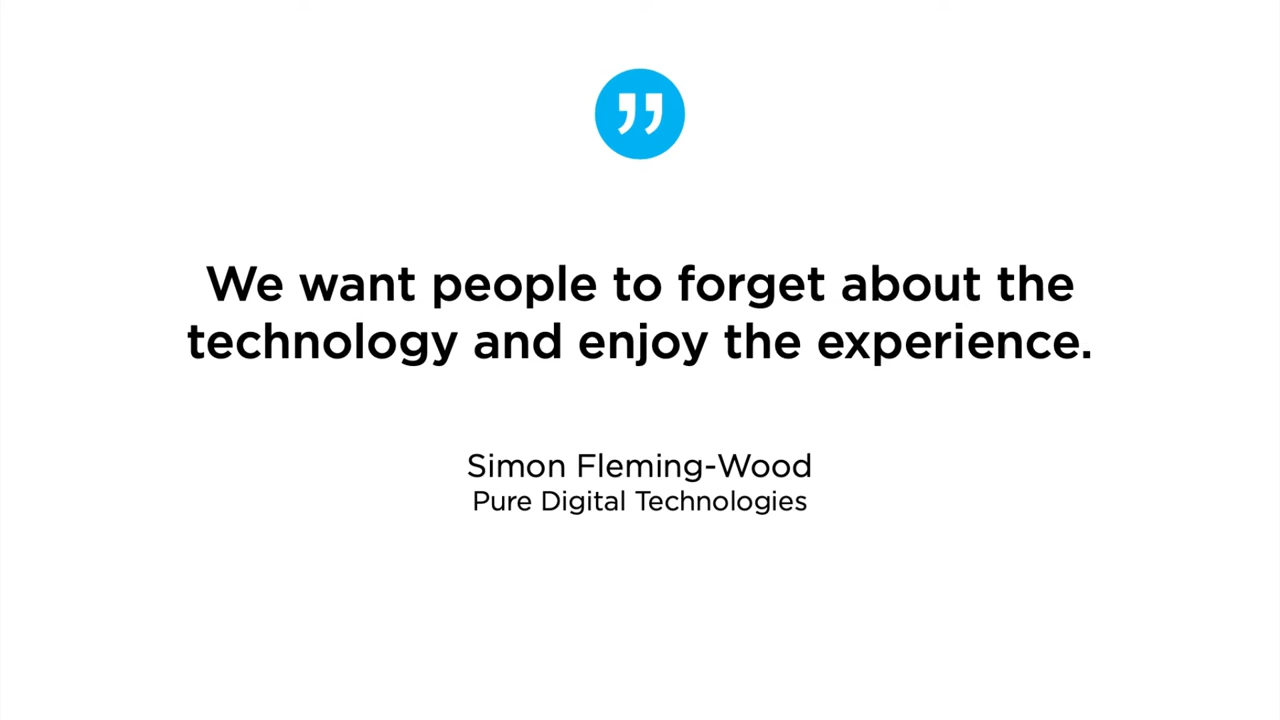 ”
We want people to forget about the
technology and enjoy the experience.
Simon Fleming-Wood
Pure Digital Technologies